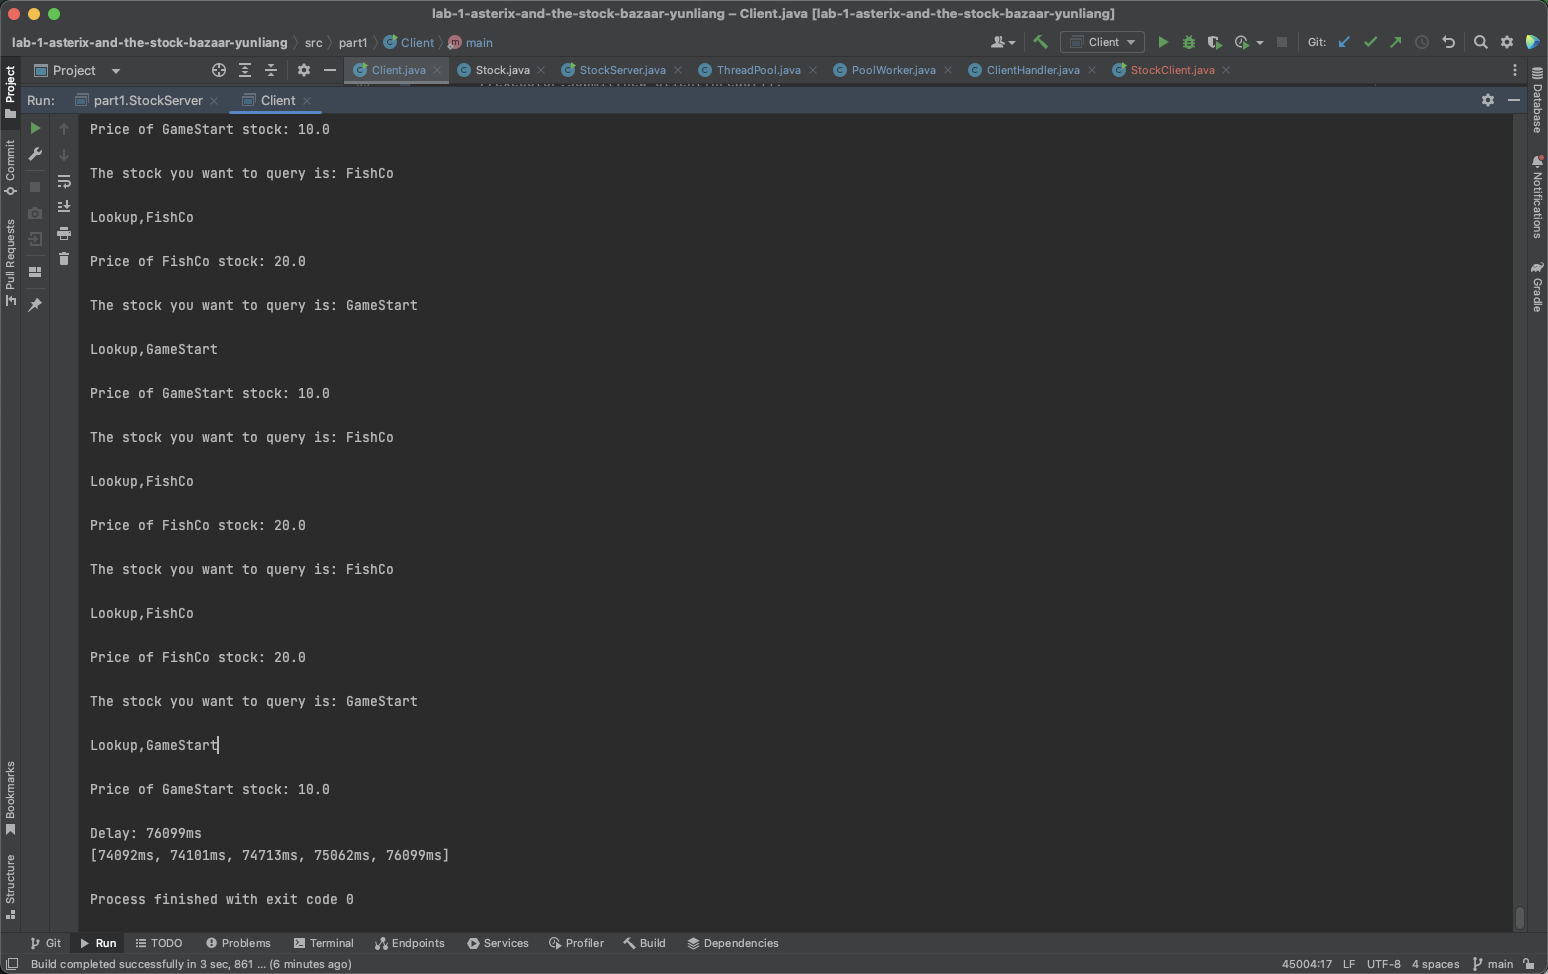 lab-1-asterix-and-the-stock-bazaar-yunliang – Client.java [lab-1-asterix-and-the-stock-bazaar-yunliang]
lab-1-asterix-and-the-stock-bazaar-yunliang src part1 Client main
Client
Git:
Project
Client.java
Stock.java
StockServer.java
ThreadPool.java
PoolWorker.java
ClientHandler.java
StockClient.java
Run:
part1.StockServer
Client
Project
Commit
Pull Requests
Bookmarks
Structure
Price of GameStart stock: 10.0
The stock you want to query is: FishCo
Lookup,FishCo
Price of FishCo stock: 20.0
The stock you want to query is: GameStart
Lookup,GameStart
Price of GameStart stock: 10.0
The stock you want to query is: FishCo
Lookup,FishCo
Price of FishCo stock: 20.0
The stock you want to query is: FishCo
Lookup,FishCo
Price of FishCo stock: 20.0
The stock you want to query is: GameStart
Lookup,GameStart
Price of GameStart stock: 10.0
Delay: 76099ms
[74092ms, 74101ms, 74713ms, 75062ms, 76099ms]
Process finished with exit code 0
Database
Notifications
Gradle
Git
Run
TODO
Problems
Terminal
Endpoints
Services
Profiler
Build
Dependencies
Build completed successfully in 3 sec, 861 ... (6 minutes ago)
45004:17 LF UTF-8 4 spaces main